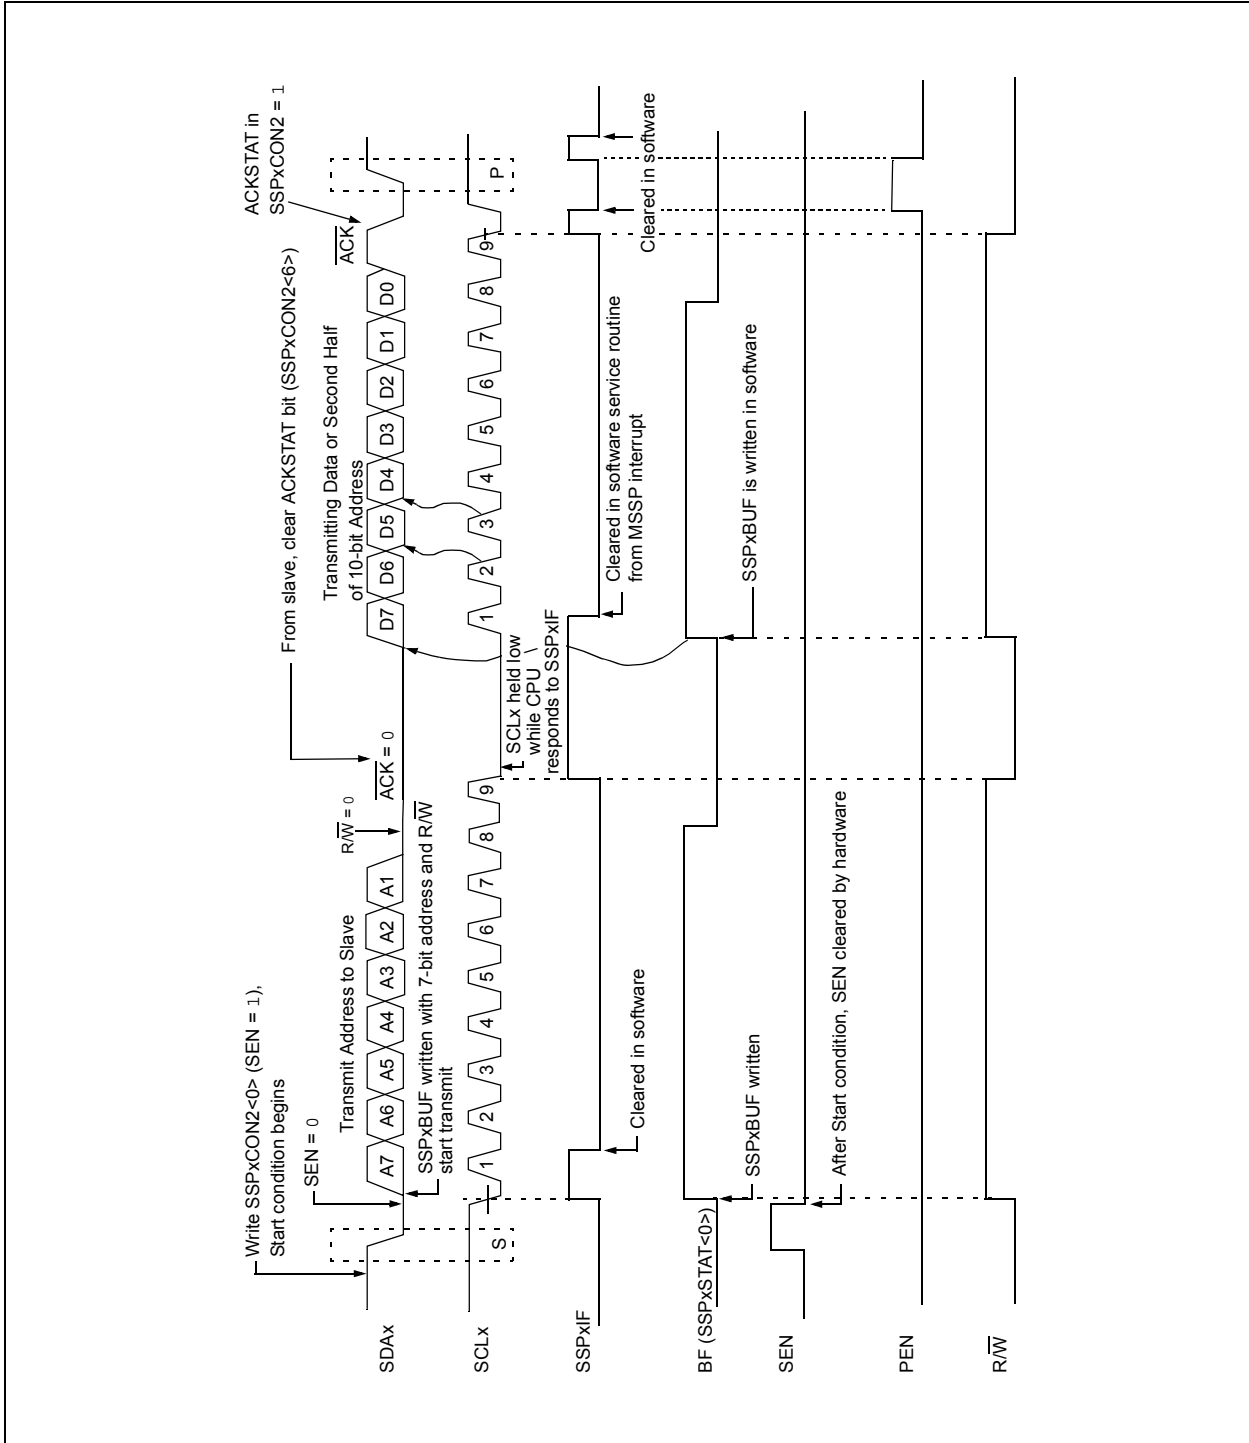 Write SSPxCON2<0> (SEN = 1),
Start condition begins
SEN = 0
Transmit Address to Slave
R/W = 0
From slave, clear ACKSTAT bit (SSPxCON2<6>)
ACK = 0
Transmitting Data or Second Half
of 10-bit Address
ACKSTAT in
SSPxCON2 = 1
ACK
SDAx
A7 A6 A5 A4 A3 A2 A1
D7 D6 D5 D4 D3 D2 D1 D0
SSPxBUF written with 7-bit address and R/W
start transmit
SCLx
S
1 2 3 4 5 6 7 8 9
1 2 3 4 5 6 7 8 9
P
SCLx held low
while CPU
responds to SSPxIF
SSPxIF
Cleared in software
Cleared in software service routine
from MSSP interrupt
Cleared in software
BF (SSPxSTAT<0>)
SSPxBUF written
SSPxBUF is written in software
SEN
After Start condition, SEN cleared by hardware
PEN
R/W